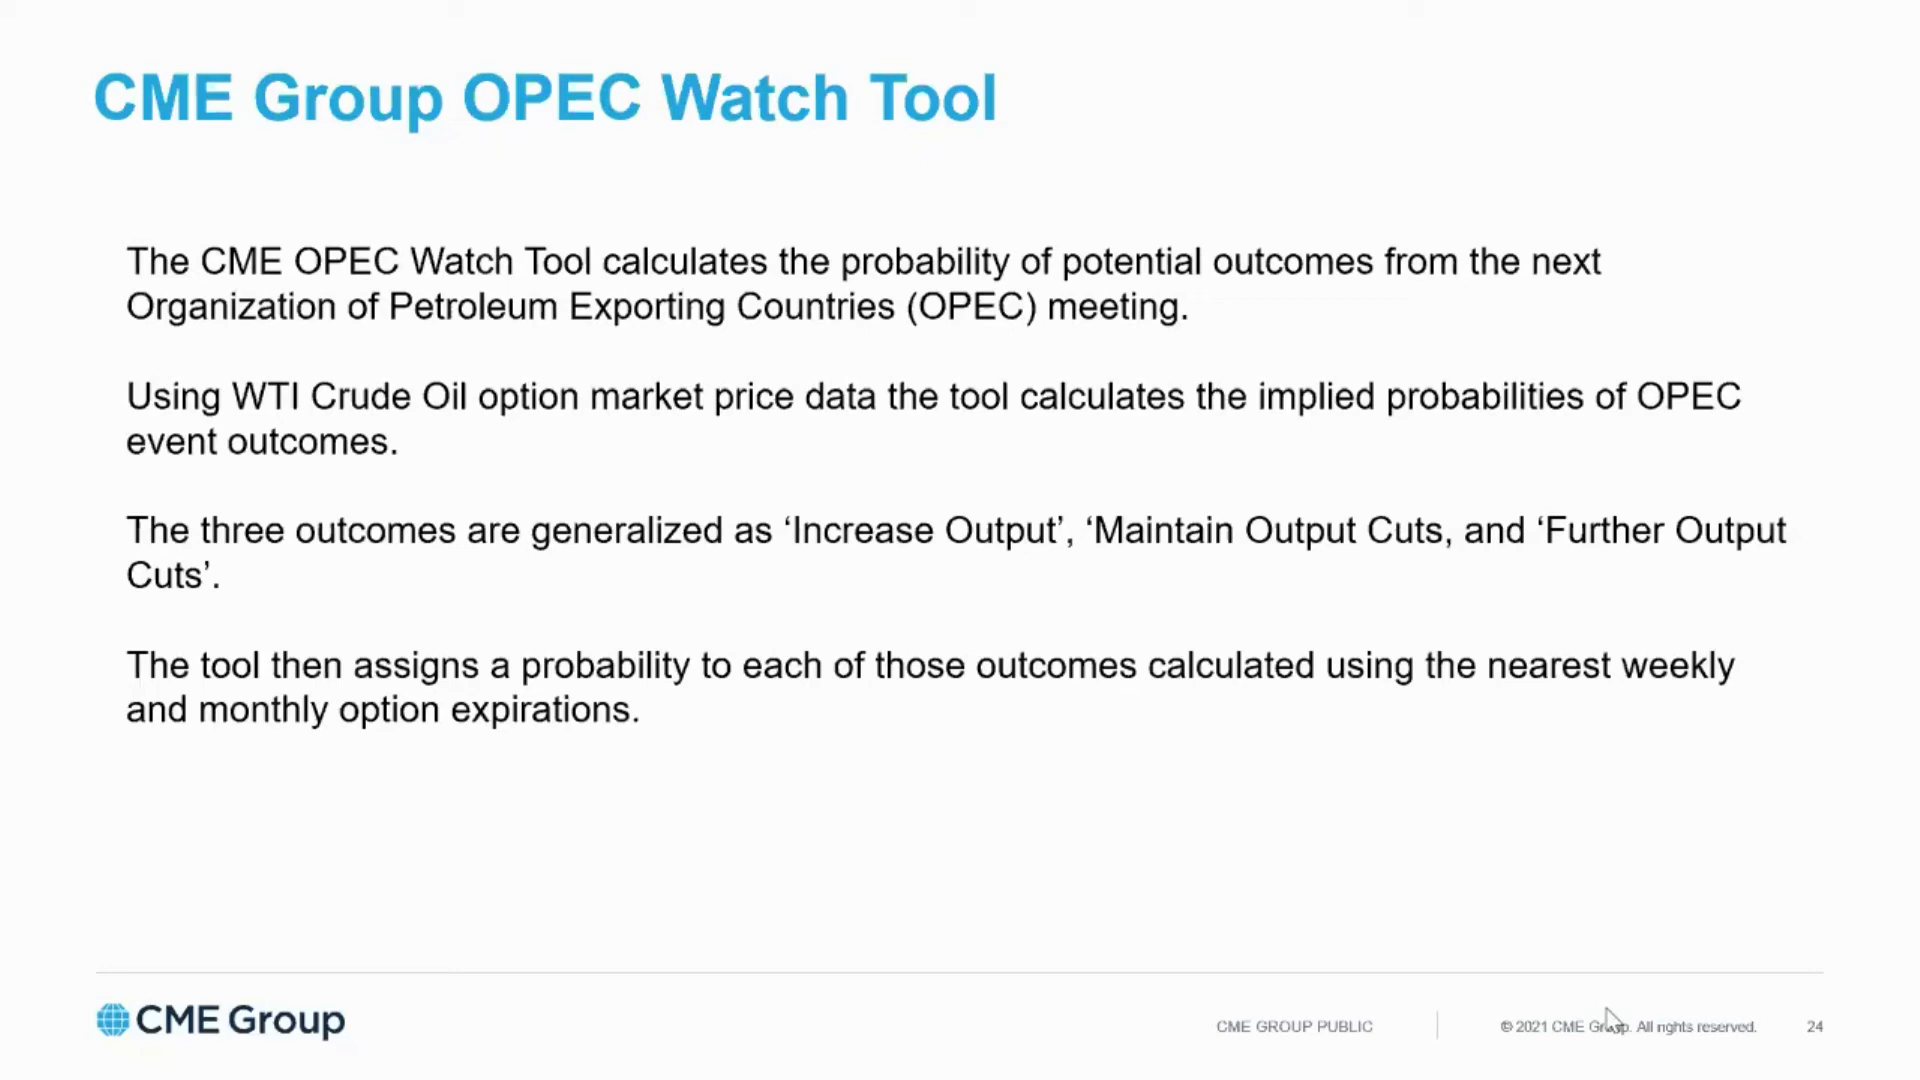 CME Group OPEC Watch Tool
The CME OPEC Watch Tool calculates the probability of potential outcomes from the next
Organization of Petroleum Exporting Countries (OPEC) meeting.
Using WTI Crude Oil option market price data the tool calculates the implied probabilities of OPEC
event outcomes.
The three outcomes are generalized as ‘Increase Output’, ‘Maintain Output Cuts, and ‘Further Output
Cuts’.
The tool then assigns a probability to each of those outcomes calculated using the nearest weekly
and monthly option expirations.
CME Group
CME GROUP PUBLIC
© 2021 CME Group. All rights reserved.
24